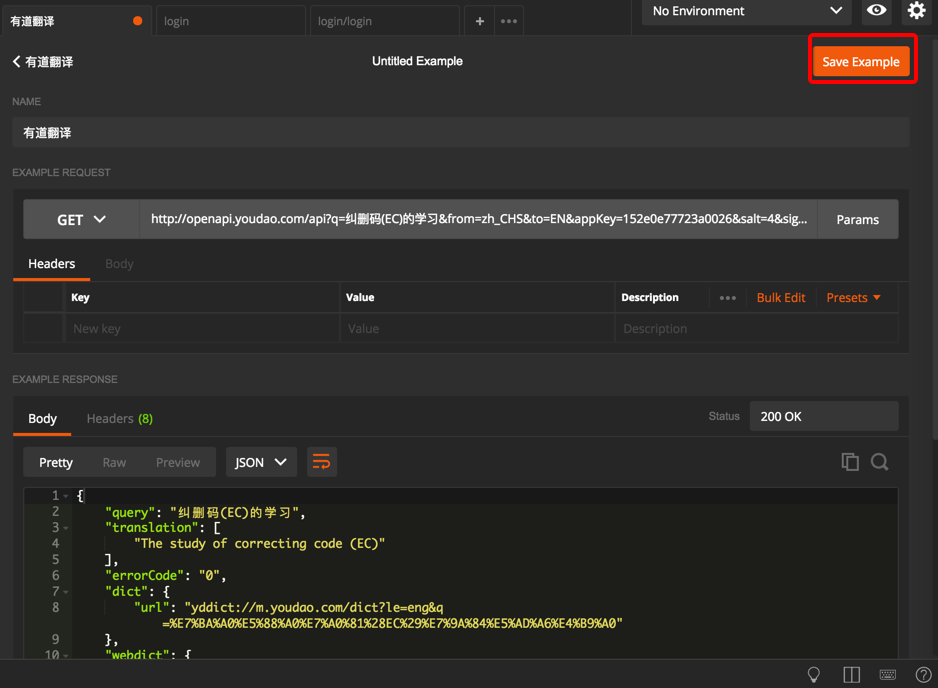 有道翻译
login
login/login
+
•••
No Environment
有道翻译
Untitled Example
Save Example
NAME
有道翻译
EXAMPLE REQUEST
GET
http://openapi.youdao.com/api?q=纠删码(EC)的学习&from=zh_CHS&to=EN&appKey=152e0e77723a0026&salt=4&sig...
Params
Headers
Body
Key
Value
Description
•••
Bulk Edit
Presets
New key
Value
Description
EXAMPLE RESPONSE
Body
Headers (8)
Status
200 OK
Pretty
Raw
Preview
JSON
1 {
2 "query": "纠删码(EC)的学习",
3 "translation": [
4 "The study of correcting code (EC)"
5 ],
6 "errorCode": "0",
7 "dict": {
8 "url": "yddict://m.youdao.com/dict?le=eng&q
=%E7%BA%A0%E5%88%A0%E7%A0%81%28EC%29%E7%9A%84%E5%AD%A6%E4%B9%A0"
9 },
10 "webdict": {